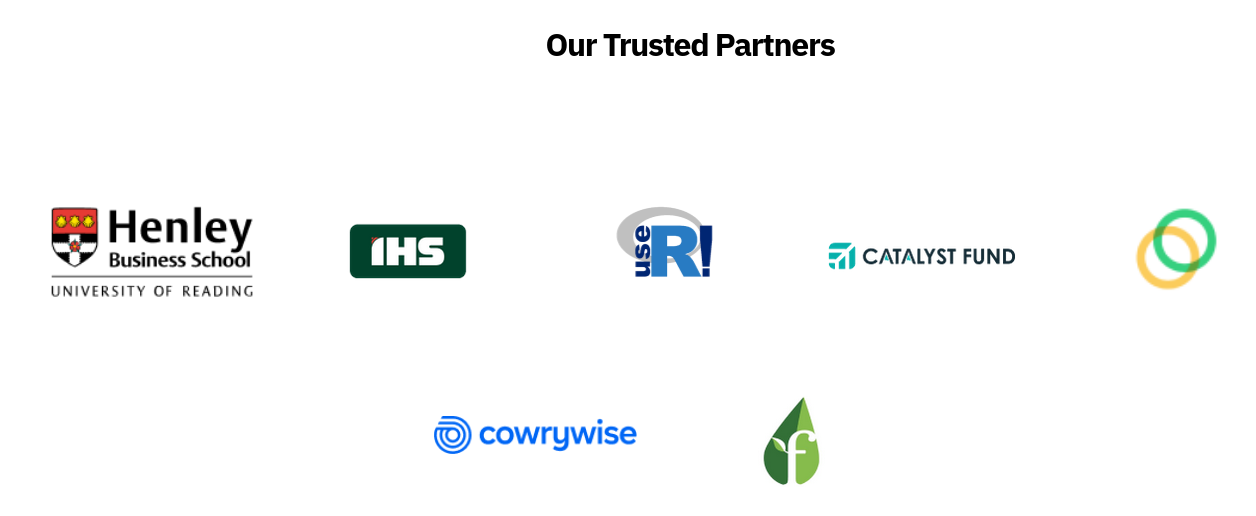 Our Trusted Partners
Henley
Business School
UNIVERSITY OF READING
IHS
use R!
CATALYST FUND
cowrywise
f